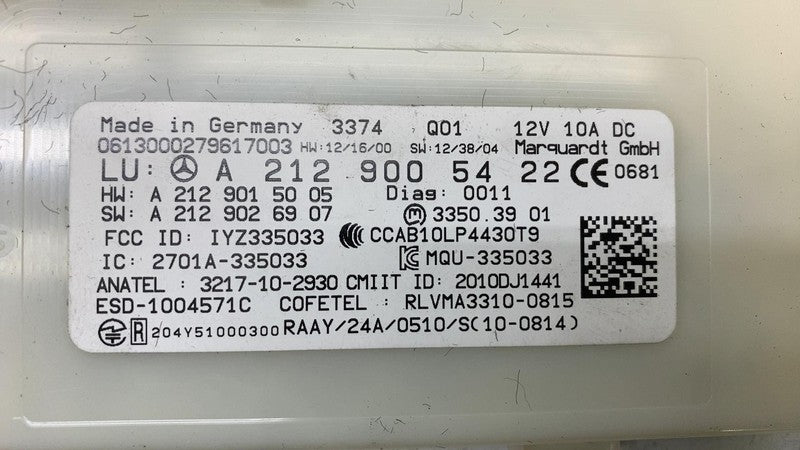 Made in Germany 3374 Q01 12V 10A DC
0613000279617003 HW:12/16/00 SW:12/38/04 Marquardt GmbH
LU: A 212 900 54 22 CE 0681
HW: A 212 901 50 05 Diag: 0011
SW: A 212 902 69 07 m 3350.39 01
FCC ID: IYZ335033 CCAB10LP4430T9
IC: 2701A-335033 MQU-335033
ANATEL: 3217-10-2930 CMIIT ID: 2010DJ1441
ESD-1004571C COFETEL: RLVMA3310-0815
R 204Y51000300 RAAY/24A/0510/S(10-0814)